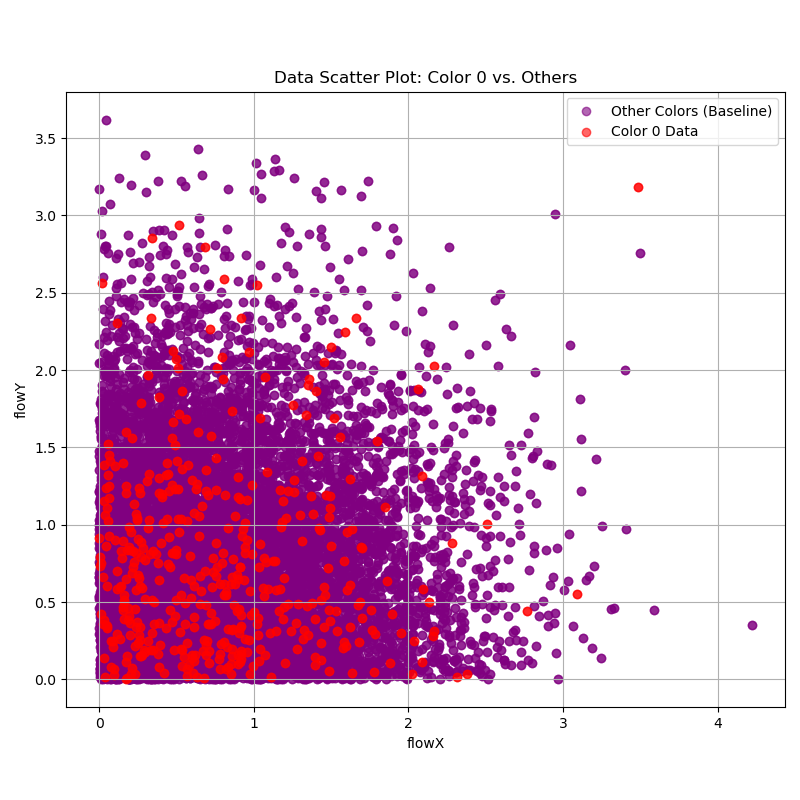 Data Scatter Plot: Color 0 vs. Others
Other Colors (Baseline)
Color 0 Data
flowY
3.5
3.0
2.5
2.0
1.5
1.0
0.5
0.0
0 1 2 3 4
flowX